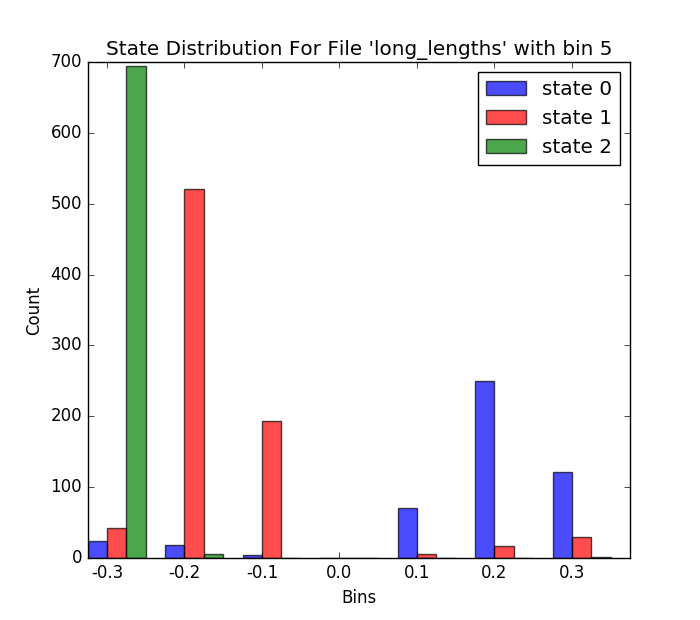 State Distribution For File 'long_lengths' with bin 5
700
600
500
400
300
200
100
0
Count
state 0
state 1
state 2
-0.3 -0.2 -0.1 0.0 0.1 0.2 0.3
Bins